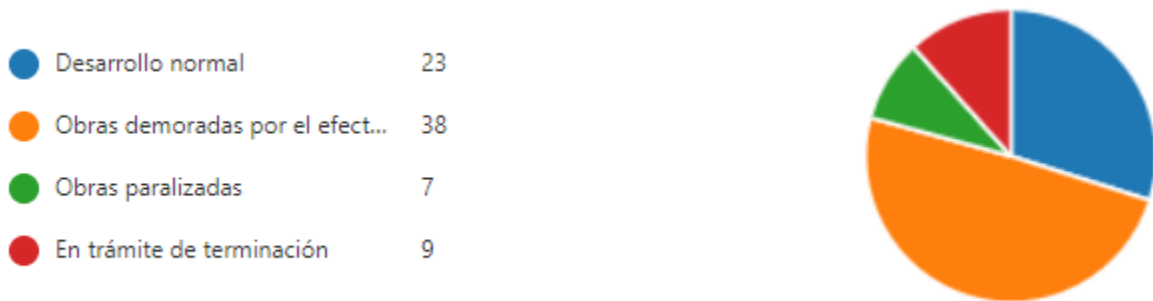 Desarrollo normal 23
Obras demoradas por el efect... 38
Obras paralizadas 7
En trámite de terminación 9